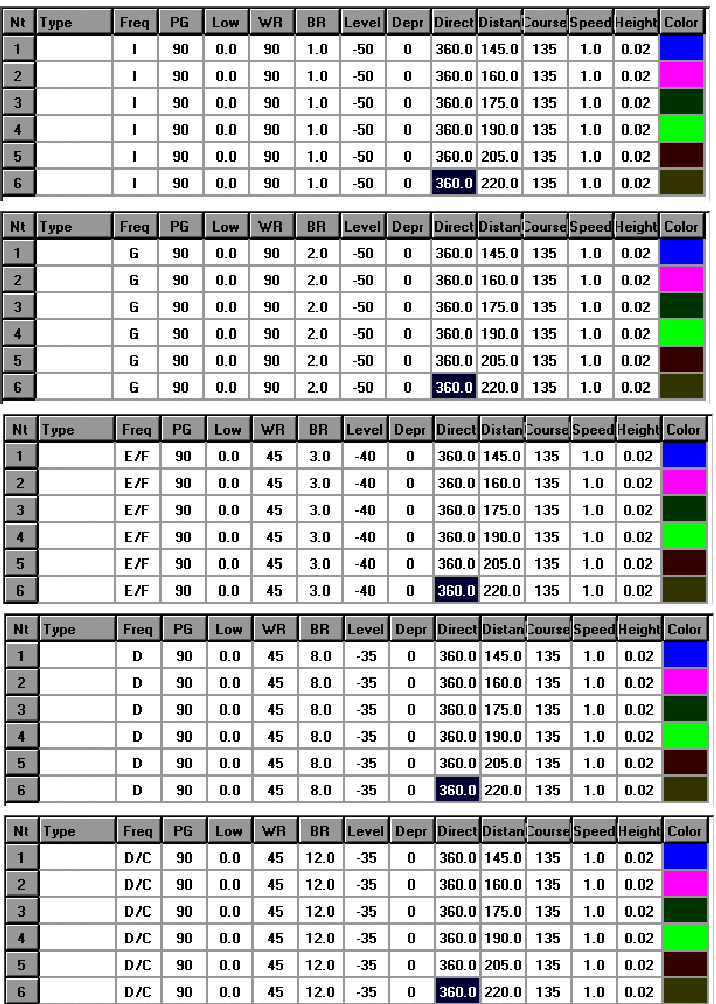 Nt Type Freq PG Low WR BR Level Depr Direct Distan Course Speed Height Color
1 I 90 0.0 90 1.0 -50 0 360.0 145.0 135 1.0 0.02
2 I 90 0.0 90 1.0 -50 0 360.0 160.0 135 1.0 0.02
3 I 90 0.0 90 1.0 -50 0 360.0 175.0 135 1.0 0.02
4 I 90 0.0 90 1.0 -50 0 360.0 190.0 135 1.0 0.02
5 I 90 0.0 90 1.0 -50 0 360.0 205.0 135 1.0 0.02
6 I 90 0.0 90 1.0 -50 0 360.0 220.0 135 1.0 0.02
Nt Type Freq PG Low WR BR Level Depr Direct Distan Course Speed Height Color
1 G 90 0.0 90 2.0 -50 0 360.0 145.0 135 1.0 0.02
2 G 90 0.0 90 2.0 -50 0 360.0 160.0 135 1.0 0.02
3 G 90 0.0 90 2.0 -50 0 360.0 175.0 135 1.0 0.02
4 G 90 0.0 90 2.0 -50 0 360.0 190.0 135 1.0 0.02
5 G 90 0.0 90 2.0 -50 0 360.0 205.0 135 1.0 0.02
6 G 90 0.0 90 2.0 -50 0 360.0 220.0 135 1.0 0.02
Nt Type Freq PG Low WR BR Level Depr Direct Distan Course Speed Height Color
1 E/F 90 0.0 45 3.0 -40 0 360.0 145.0 135 1.0 0.02
2 E/F 90 0.0 45 3.0 -40 0 360.0 160.0 135 1.0 0.02
3 E/F 90 0.0 45 3.0 -40 0 360.0 175.0 135 1.0 0.02
4 E/F 90 0.0 45 3.0 -40 0 360.0 190.0 135 1.0 0.02
5 E/F 90 0.0 45 3.0 -40 0 360.0 205.0 135 1.0 0.02
6 E/F 90 0.0 45 3.0 -40 0 360.0 220.0 135 1.0 0.02
Nt Type Freq PG Low WR BR Level Depr Direct Distan Course Speed Height Color
1 D 90 0.0 45 8.0 -35 0 360.0 145.0 135 1.0 0.02
2 D 90 0.0 45 8.0 -35 0 360.0 160.0 135 1.0 0.02
3 D 90 0.0 45 8.0 -35 0 360.0 175.0 135 1.0 0.02
4 D 90 0.0 45 8.0 -35 0 360.0 190.0 135 1.0 0.02
5 D 90 0.0 45 8.0 -35 0 360.0 205.0 135 1.0 0.02
6 D 90 0.0 45 8.0 -35 0 360.0 220.0 135 1.0 0.02
Nt Type Freq PG Low WR BR Level Depr Direct Distan Course Speed Height Color
1 D/C 90 0.0 45 12.0 -35 0 360.0 145.0 135 1.0 0.02
2 D/C 90 0.0 45 12.0 -35 0 360.0 160.0 135 1.0 0.02
3 D/C 90 0.0 45 12.0 -35 0 360.0 175.0 135 1.0 0.02
4 D/C 90 0.0 45 12.0 -35 0 360.0 190.0 135 1.0 0.02
5 D/C 90 0.0 45 12.0 -35 0 360.0 205.0 135 1.0 0.02
6 D/C 90 0.0 45 12.0 -35 0 360.0 220.0 135 1.0 0.02